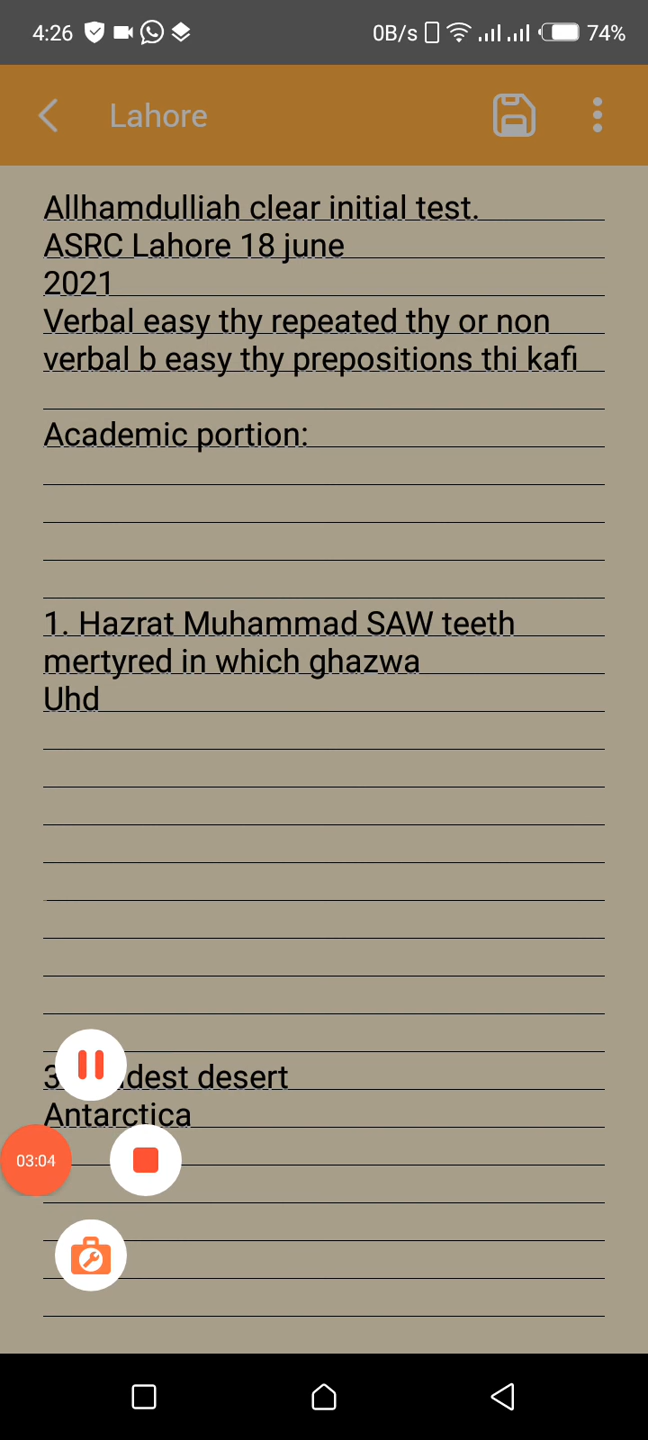 4:26 0B/s 74%
Lahore
Allhamdulliah clear initial test.
ASRC Lahore 18 june
2021
Verbal easy thy repeated thy or non
verbal b easy thy prepositions thi kafi
Academic portion:
1. Hazrat Muhammad SAW teeth
mertyred in which ghazwa
Uhd
3 ldest desert
Antarctica
03:04